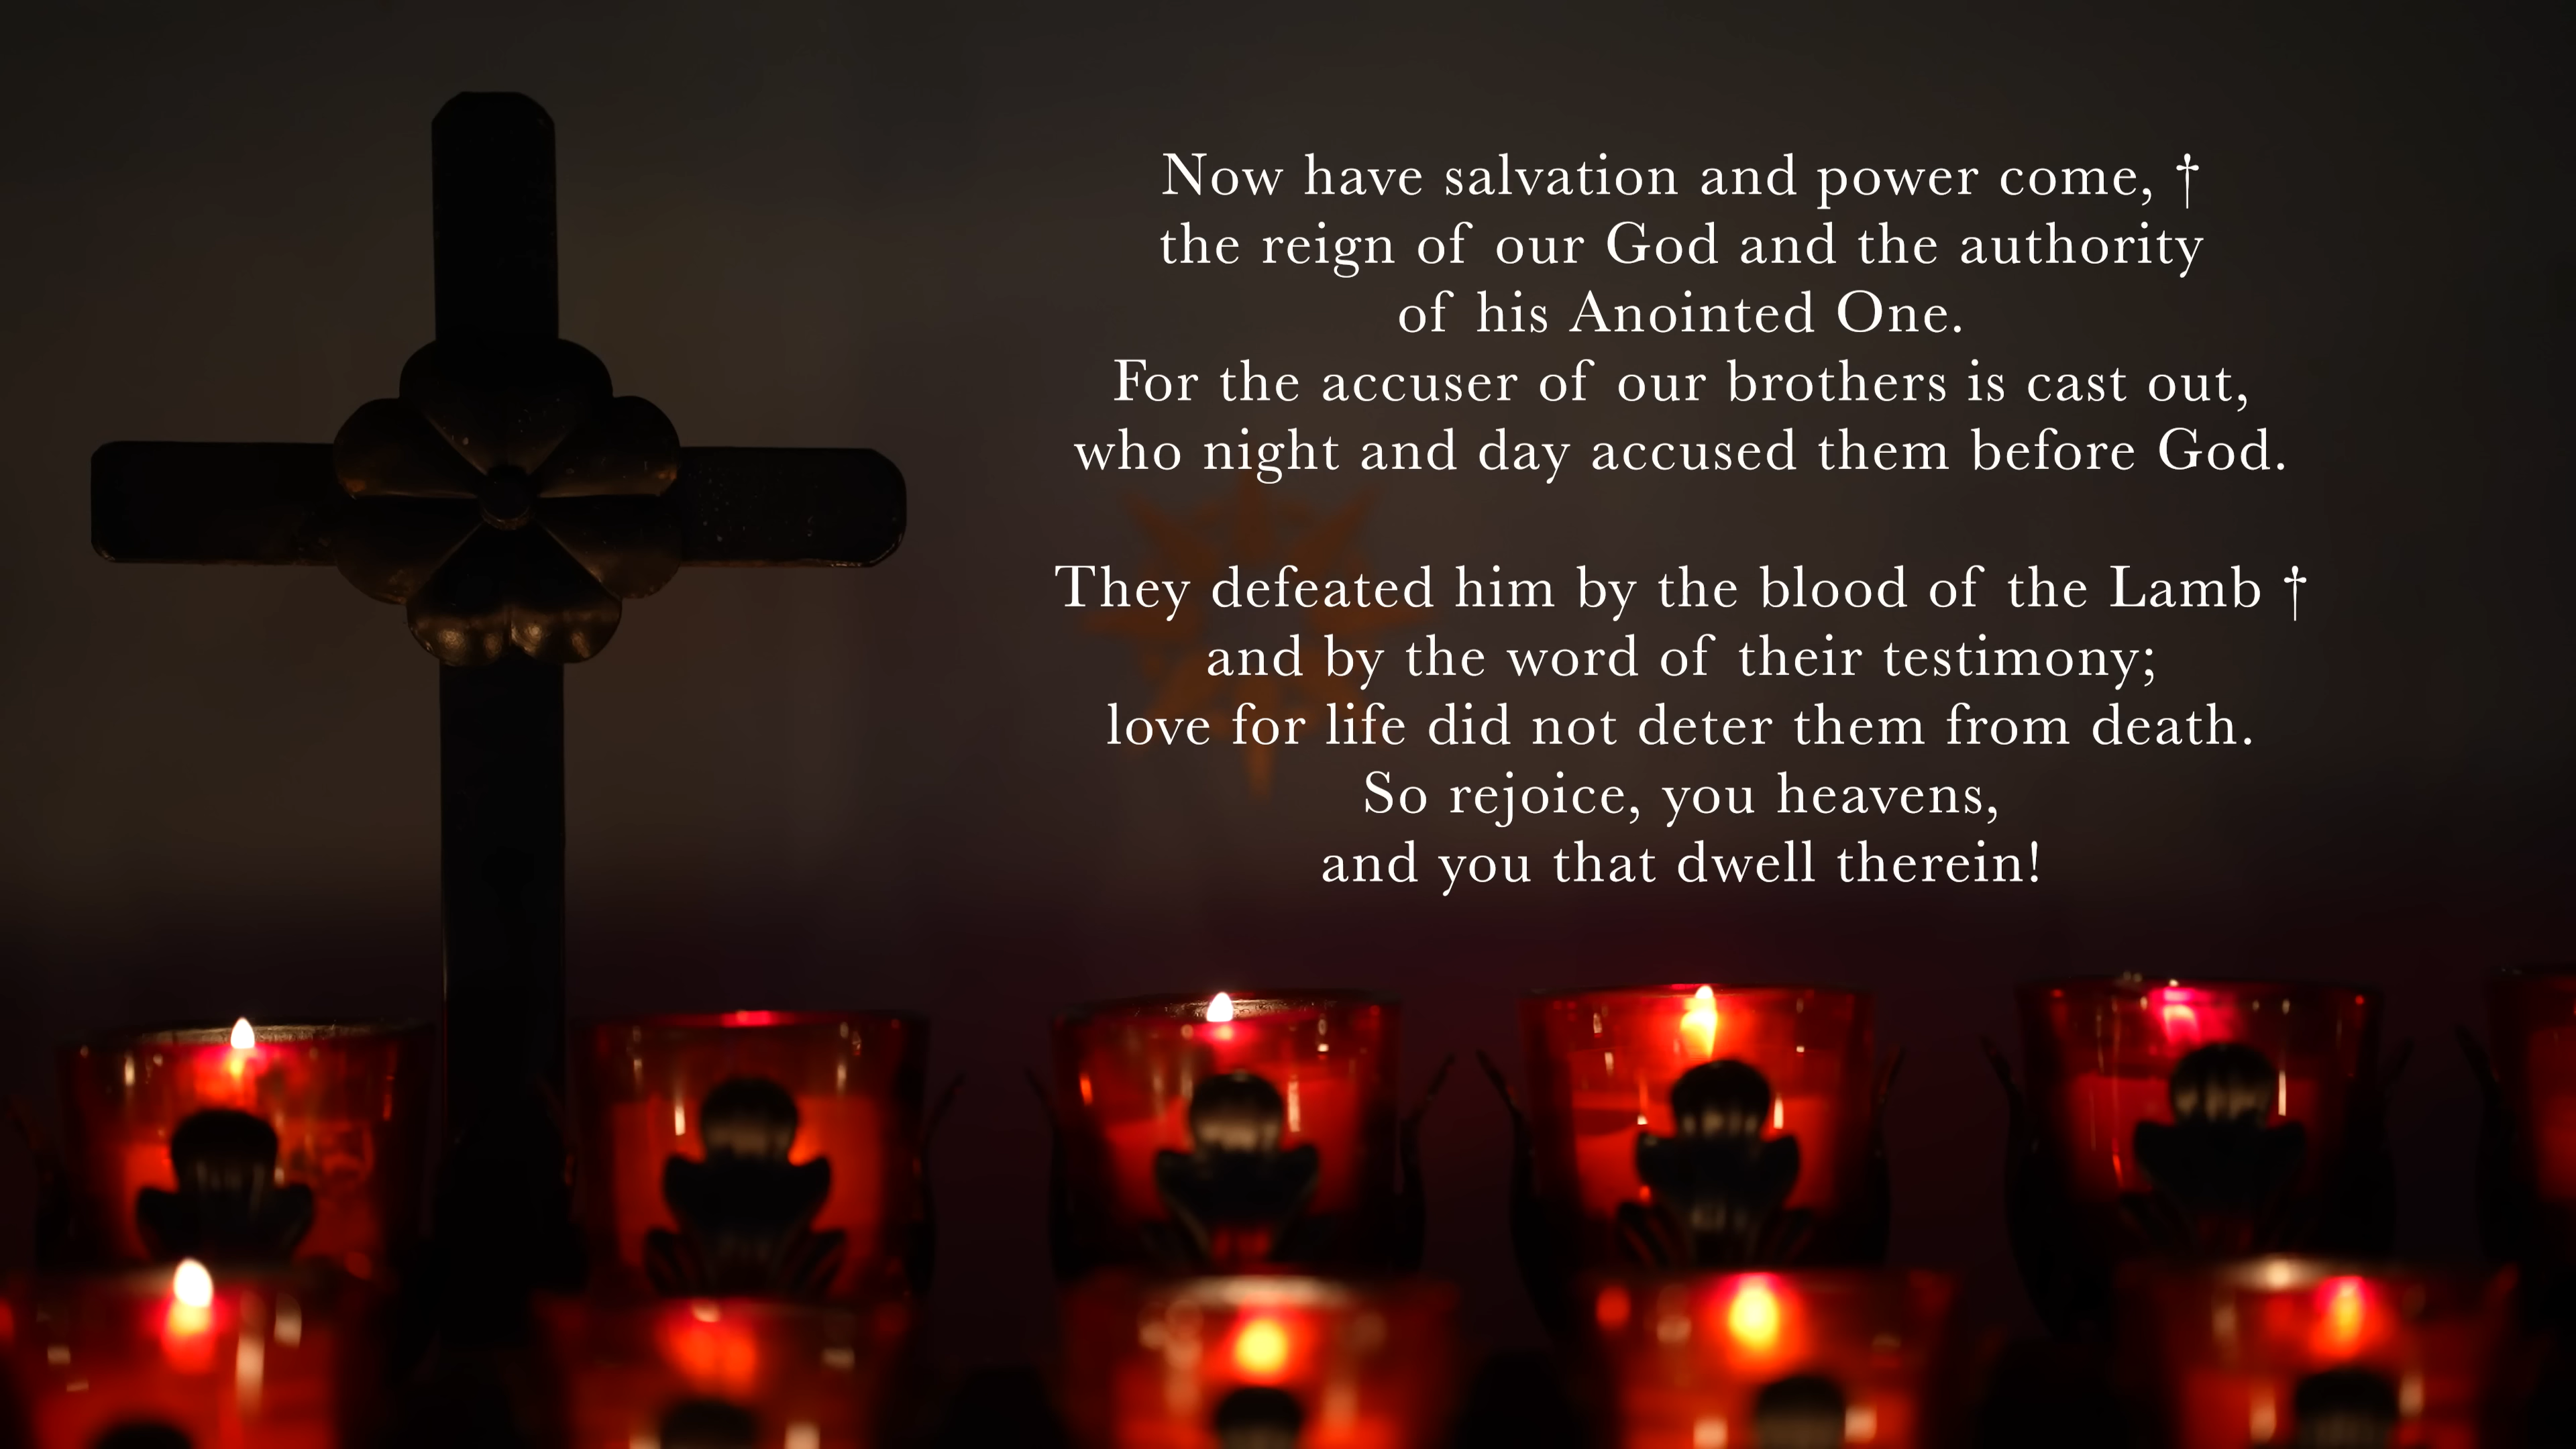 Now have salvation and power come, †
the reign of our God and the authority
of his Anointed One.
For the accuser of our brothers is cast out,
who night and day accused them before God.
They defeated him by the blood of the Lamb †
and by the word of their testimony;
love for life did not deter them from death.
So rejoice, you heavens,
and you that dwell therein!